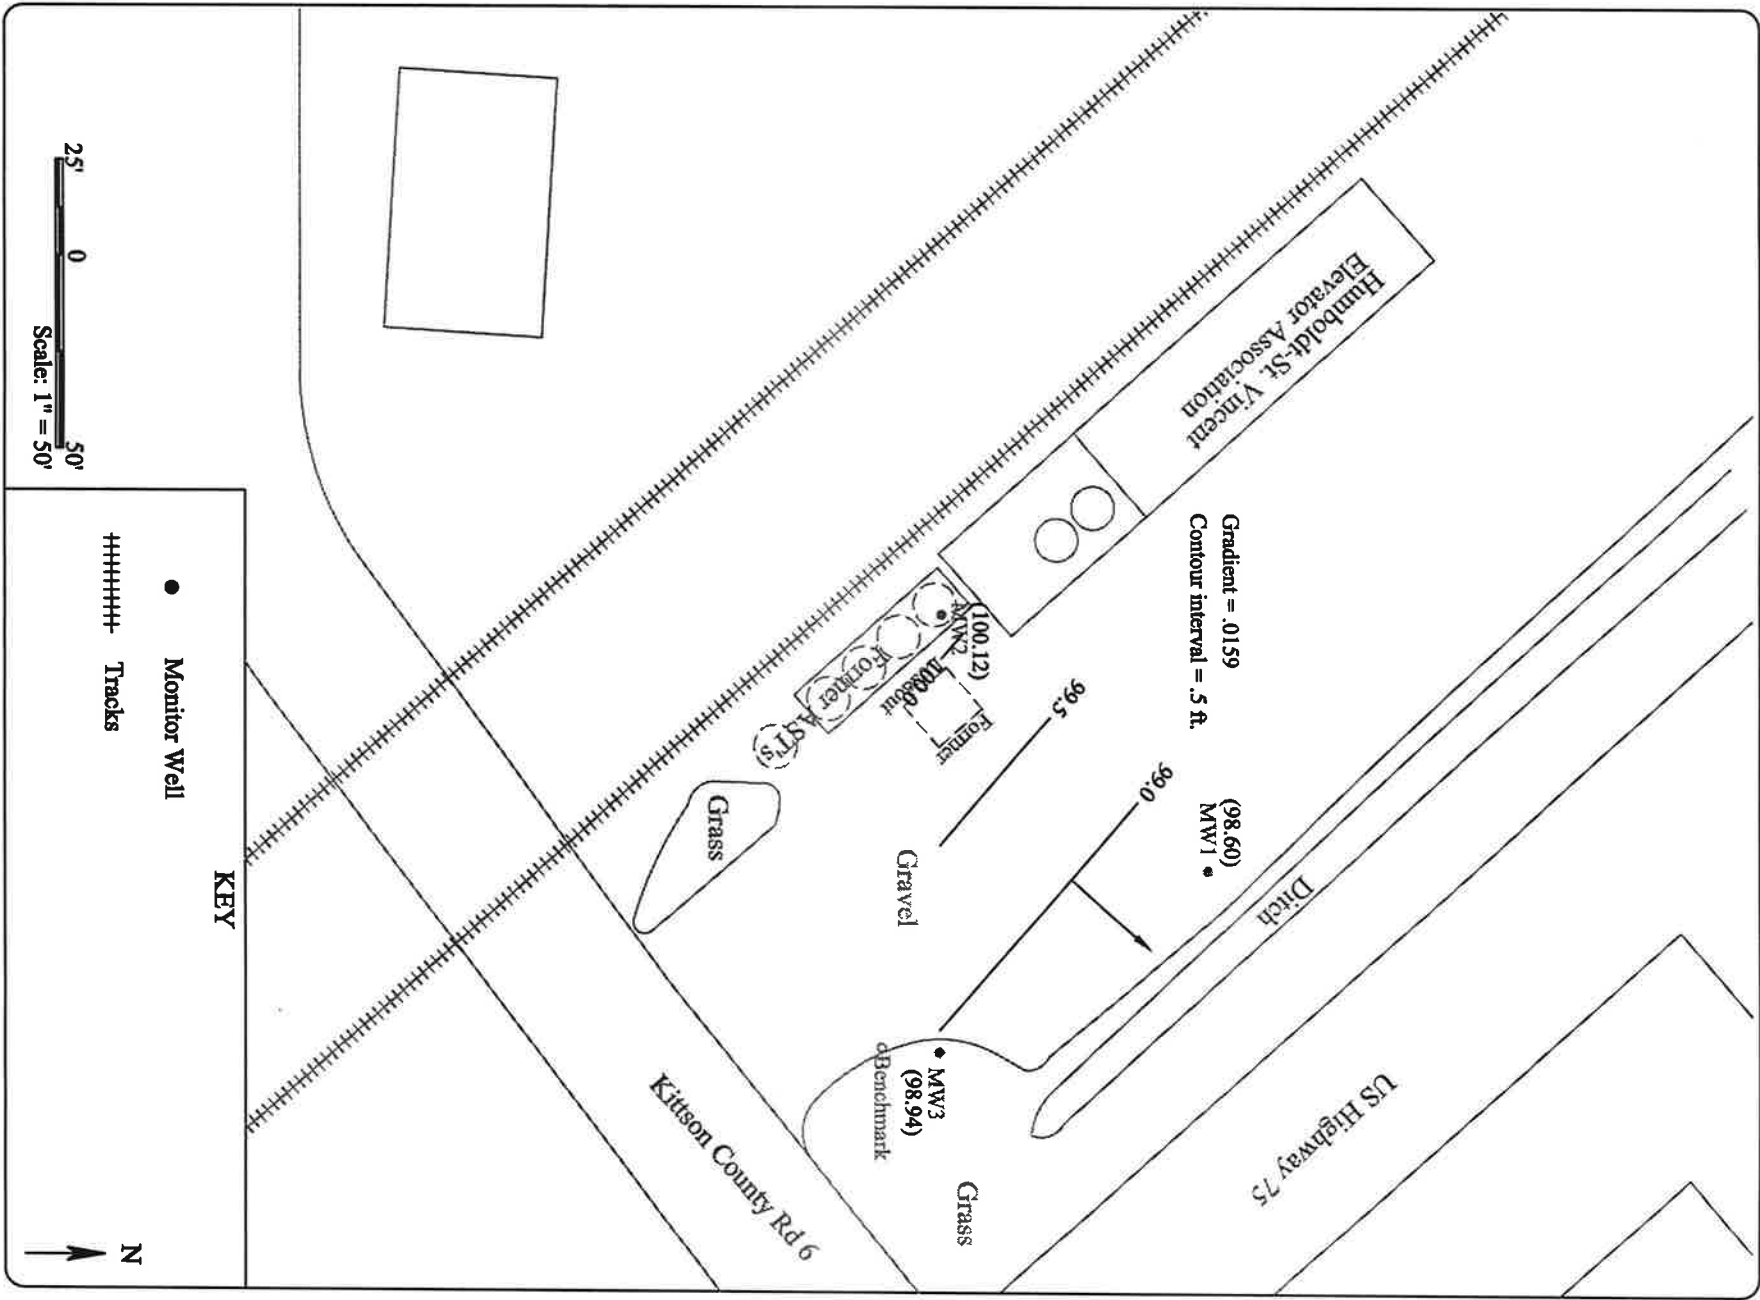 Humboldt-St. Vincent
Elevator Association
Gradient = .0159
Contour interval = .5 ft.
(98.60)
MW1
(100.12)
MW2
100.0
99.5
99.0
Former
Former AST's
Ditch
US Highway 75
Gravel
Grass
MW3
(98.94)
Benchmark
Grass
Kittson County Rd 6
25' 0 50'
Scale: 1" = 50'
KEY
Monitor Well
Tracks
N